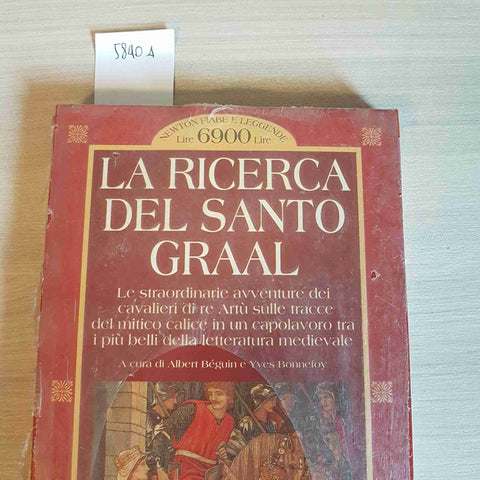 5840 A
NEWTON FIABE E LEGGENDE
Lire 6900 Lire
LA RICERCA
DEL SANTO
GRAAL
Le straordinarie avventure dei
cavalieri di re Artù sulle tracce
del mitico calice in un capolavoro tra
i più belli della letteratura medievale
A cura di Albert Béguin e Yves Bonnefoy